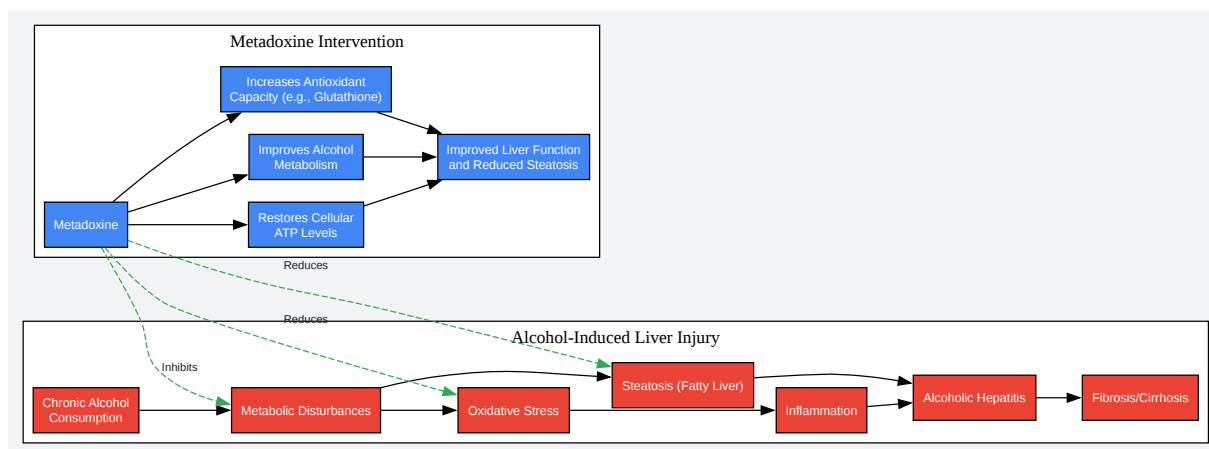 Metadoxine Intervention
Increases Antioxidant
Capacity (e.g., Glutathione)
Improves Alcohol
Metabolism
Improved Liver Function
and Reduced Steatosis
Metadoxine
Restores Cellular
ATP Levels
Reduces
Reduces
Alcohol-Induced Liver Injury
Inhibits
Chronic Alcohol
Consumption
Metabolic Disturbances
Oxidative Stress
Steatosis (Fatty Liver)
Inflammation
Alcoholic Hepatitis
Fibrosis/Cirrhosis